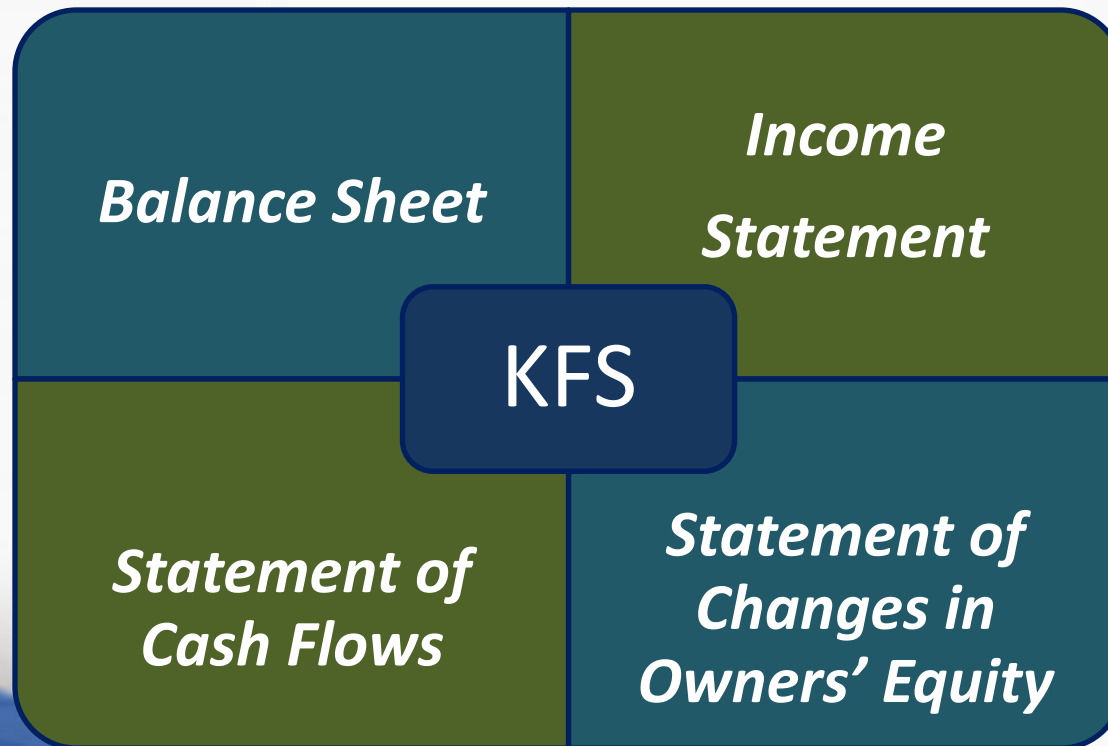 Balance Sheet
Income
Statement
KFS
Statement of
Cash Flows
Statement of
Changes in
Owners’ Equity